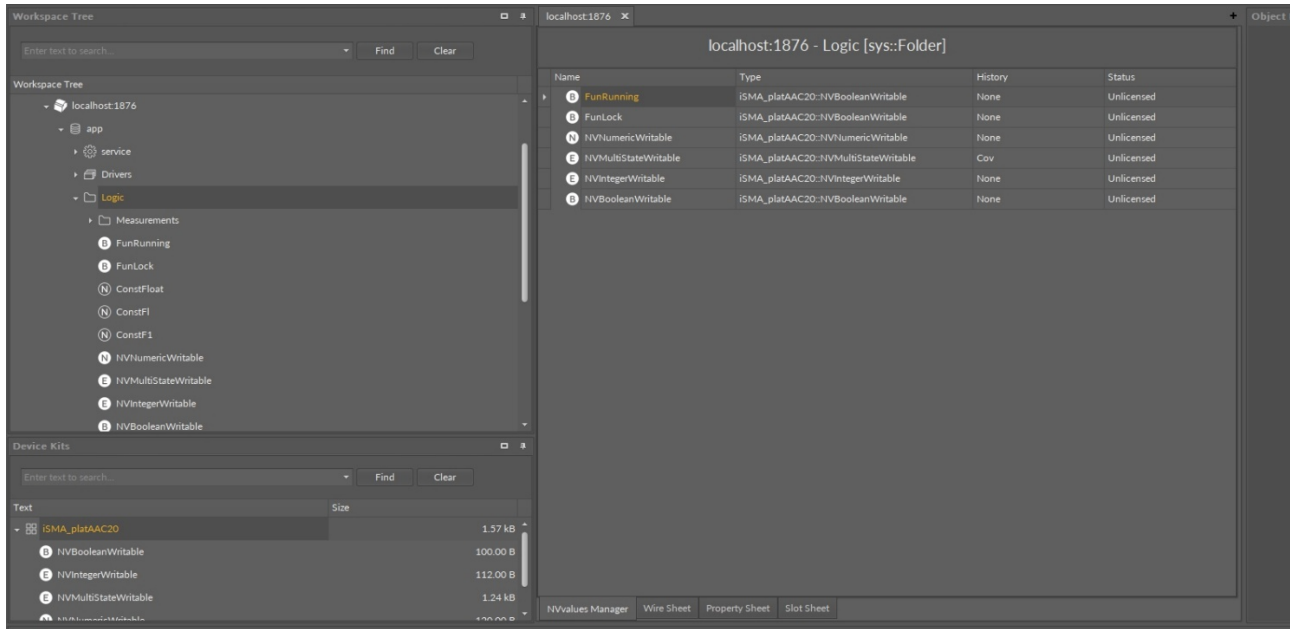 Workspace Tree
Enter text to search...
Find
Clear
Workspace Tree
localhost:1876
app
service
Drivers
Logic
Measurements
FunRunning
FunLock
ConstFloat
ConstFl
ConstF1
NVNumericWritable
NVMultiStateWritable
NVIntegerWritable
NVBooleanWritable
Device Kits
Enter text to search...
Find
Clear
Text Size
iSMA_platAAC20 1.57 kB
NVBooleanWritable 100.00 B
NVIntegerWritable 112.00 B
NVMultiStateWritable 1.24 kB
NVNumericWritable 120.00 B
localhost:1876
localhost:1876 - Logic [sys::Folder]
Name Type History Status
FunRunning iSMA_platAAC20::NVBooleanWritable None Unlicensed
FunLock iSMA_platAAC20::NVBooleanWritable None Unlicensed
NVNumericWritable iSMA_platAAC20::NVNumericWritable None Unlicensed
NVMultiStateWritable iSMA_platAAC20::NVMultiStateWritable Cov Unlicensed
NVIntegerWritable iSMA_platAAC20::NVIntegerWritable None Unlicensed
NVBooleanWritable iSMA_platAAC20::NVBooleanWritable None Unlicensed
NVvalues Manager Wire Sheet Property Sheet Slot Sheet
Object